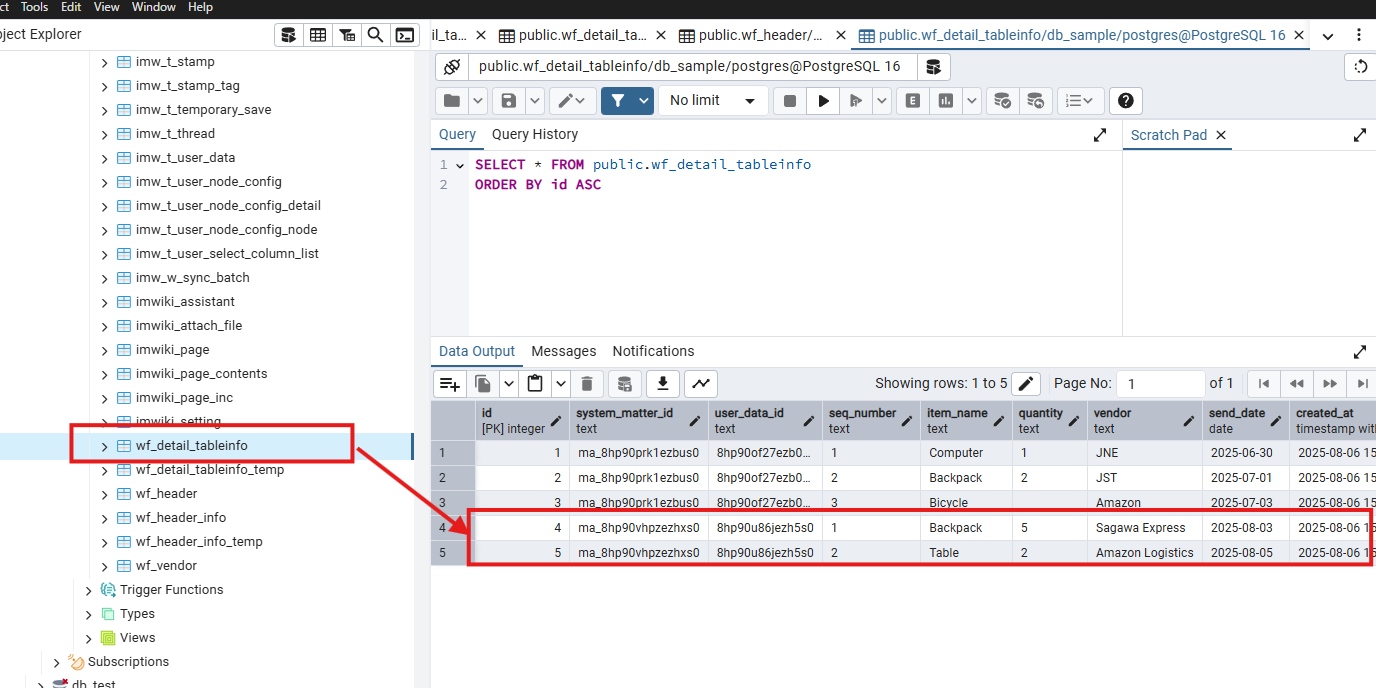 ct Tools Edit View Window Help
ject Explorer
imw_t_stamp
imw_t_stamp_tag
imw_t_temporary_save
imw_t_thread
imw_t_user_data
imw_t_user_node_config
imw_t_user_node_config_detail
imw_t_user_node_config_node
imw_t_user_select_column_list
imw_w_sync_batch
imwiki_assistant
imwiki_attach_file
imwiki_page
imwiki_page_contents
imwiki_page_inc
imwiki_setting
wf_detail_tableinfo
wf_detail_tableinfo_temp
wf_header
wf_header_info
wf_header_info_temp
wf_vendor
Trigger Functions
Types
Views
Subscriptions
db_test
il_ta... public.wf_detail_ta... public.wf_header/... public.wf_detail_tableinfo/db_sample/postgres@PostgreSQL 16
public.wf_detail_tableinfo/db_sample/postgres@PostgreSQL 16
No limit
E
Query Query History Scratch Pad
1 SELECT * FROM public.wf_detail_tableinfo
2 ORDER BY id ASC
Data Output Messages Notifications
Showing rows: 1 to 5 Page No: 1 of 1
id system_matter_id user_data_id seq_number item_name quantity vendor send_date created_at
[PK] integer text text text text text text date timestamp with
1 1 ma_8hp90prk1ezbus0 8hp90of27ezb0... 1 Computer 1 JNE 2025-06-30 2025-08-06 15
2 2 ma_8hp90prk1ezbus0 8hp90of27ezb0... 2 Backpack 2 JST 2025-07-01 2025-08-06 15
3 3 ma_8hp90prk1ezbus0 8hp90of27ezb0... 3 Bicycle Amazon 2025-07-03 2025-08-06 15
4 4 ma_8hp90vhpzezhxs0 8hp90u86jezh5s0 1 Backpack 5 Sagawa Express 2025-08-03 2025-08-06 15
5 5 ma_8hp90vhpzezhxs0 8hp90u86jezh5s0 2 Table 2 Amazon Logistics 2025-08-05 2025-08-06 15